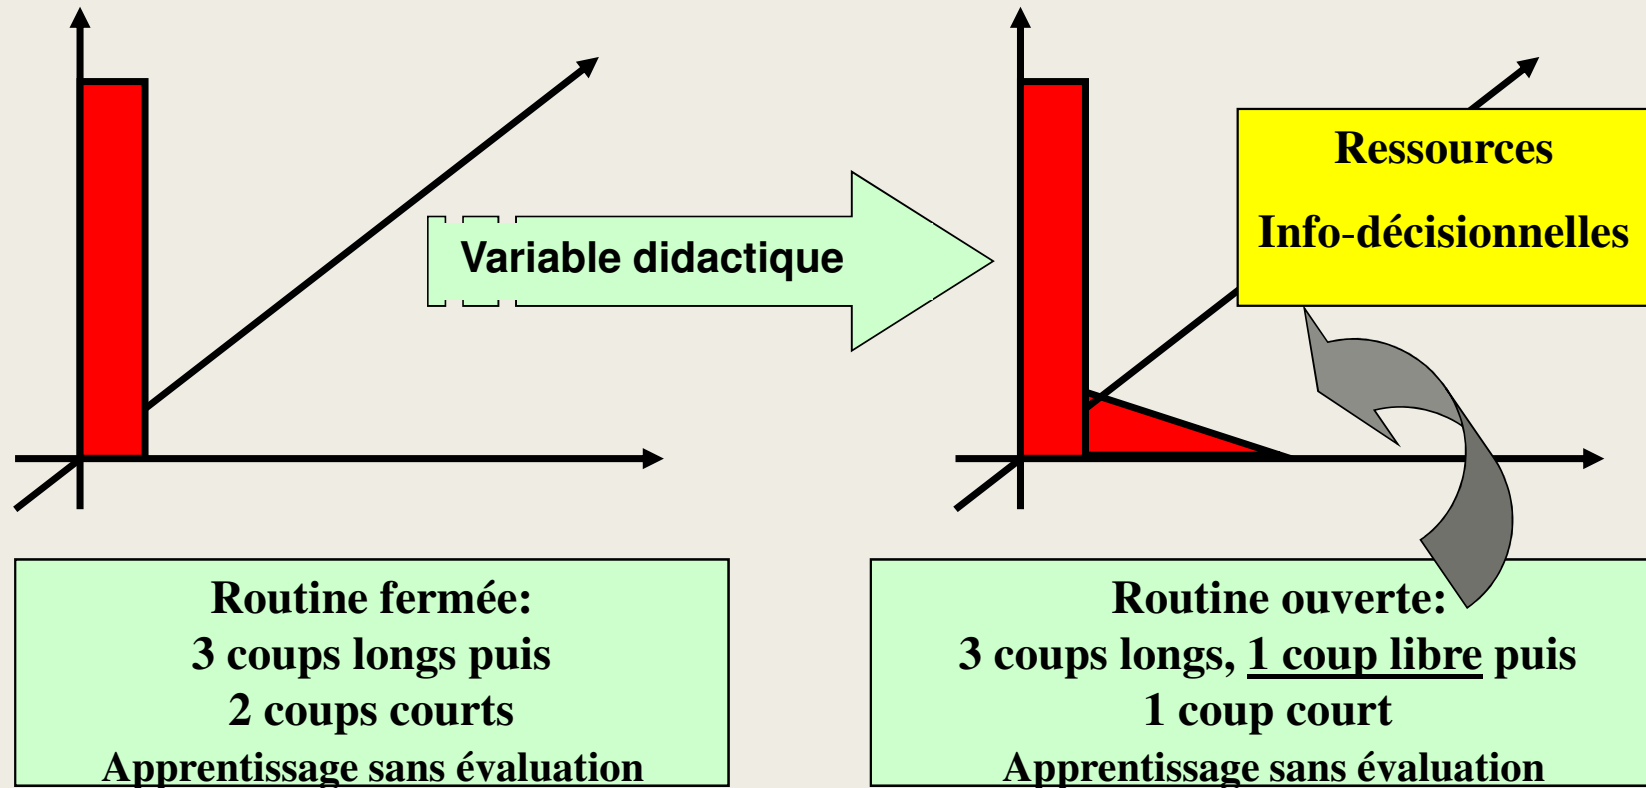 Variable didactique
Ressources
Info-décisionnelles
Routine fermée:
3 coups longs puis
2 coups courts
Apprentissage sans évaluation
Routine ouverte:
3 coups longs, 1 coup libre puis
1 coup court
Apprentissage sans évaluation